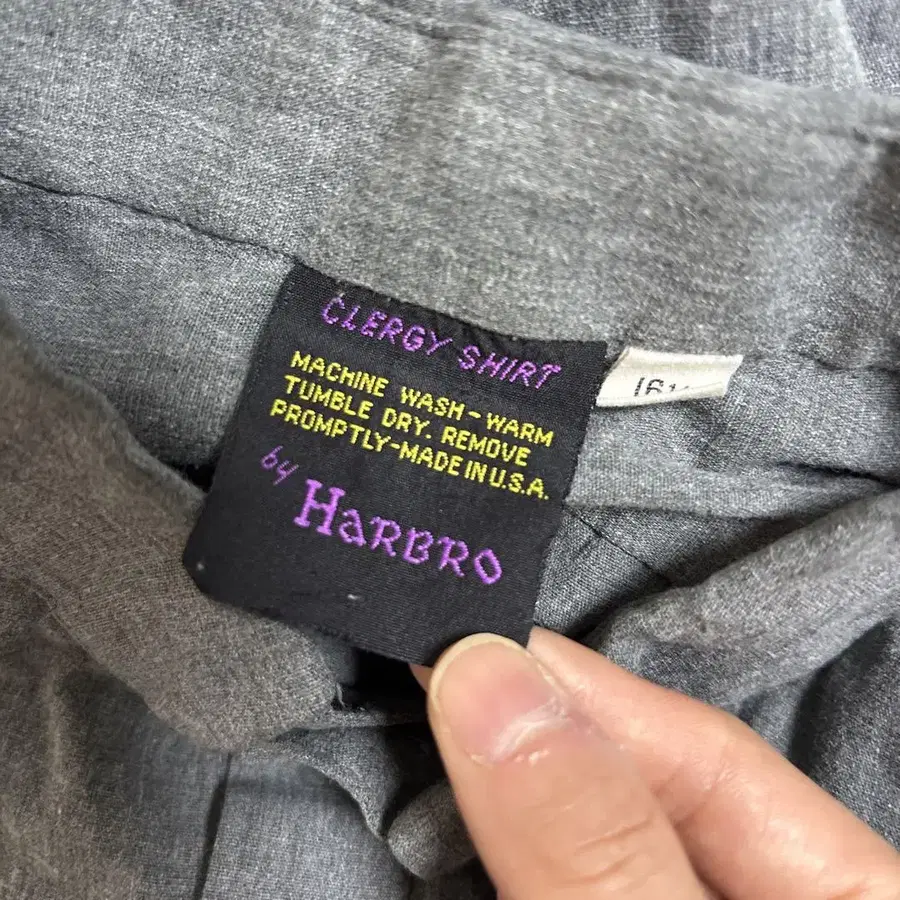 CLERGY SHIRT
MACHINE WASH-WARM
TUMBLE DRY. REMOVE
PROMPTLY-MADE IN U.S.A.
by
HARBRO